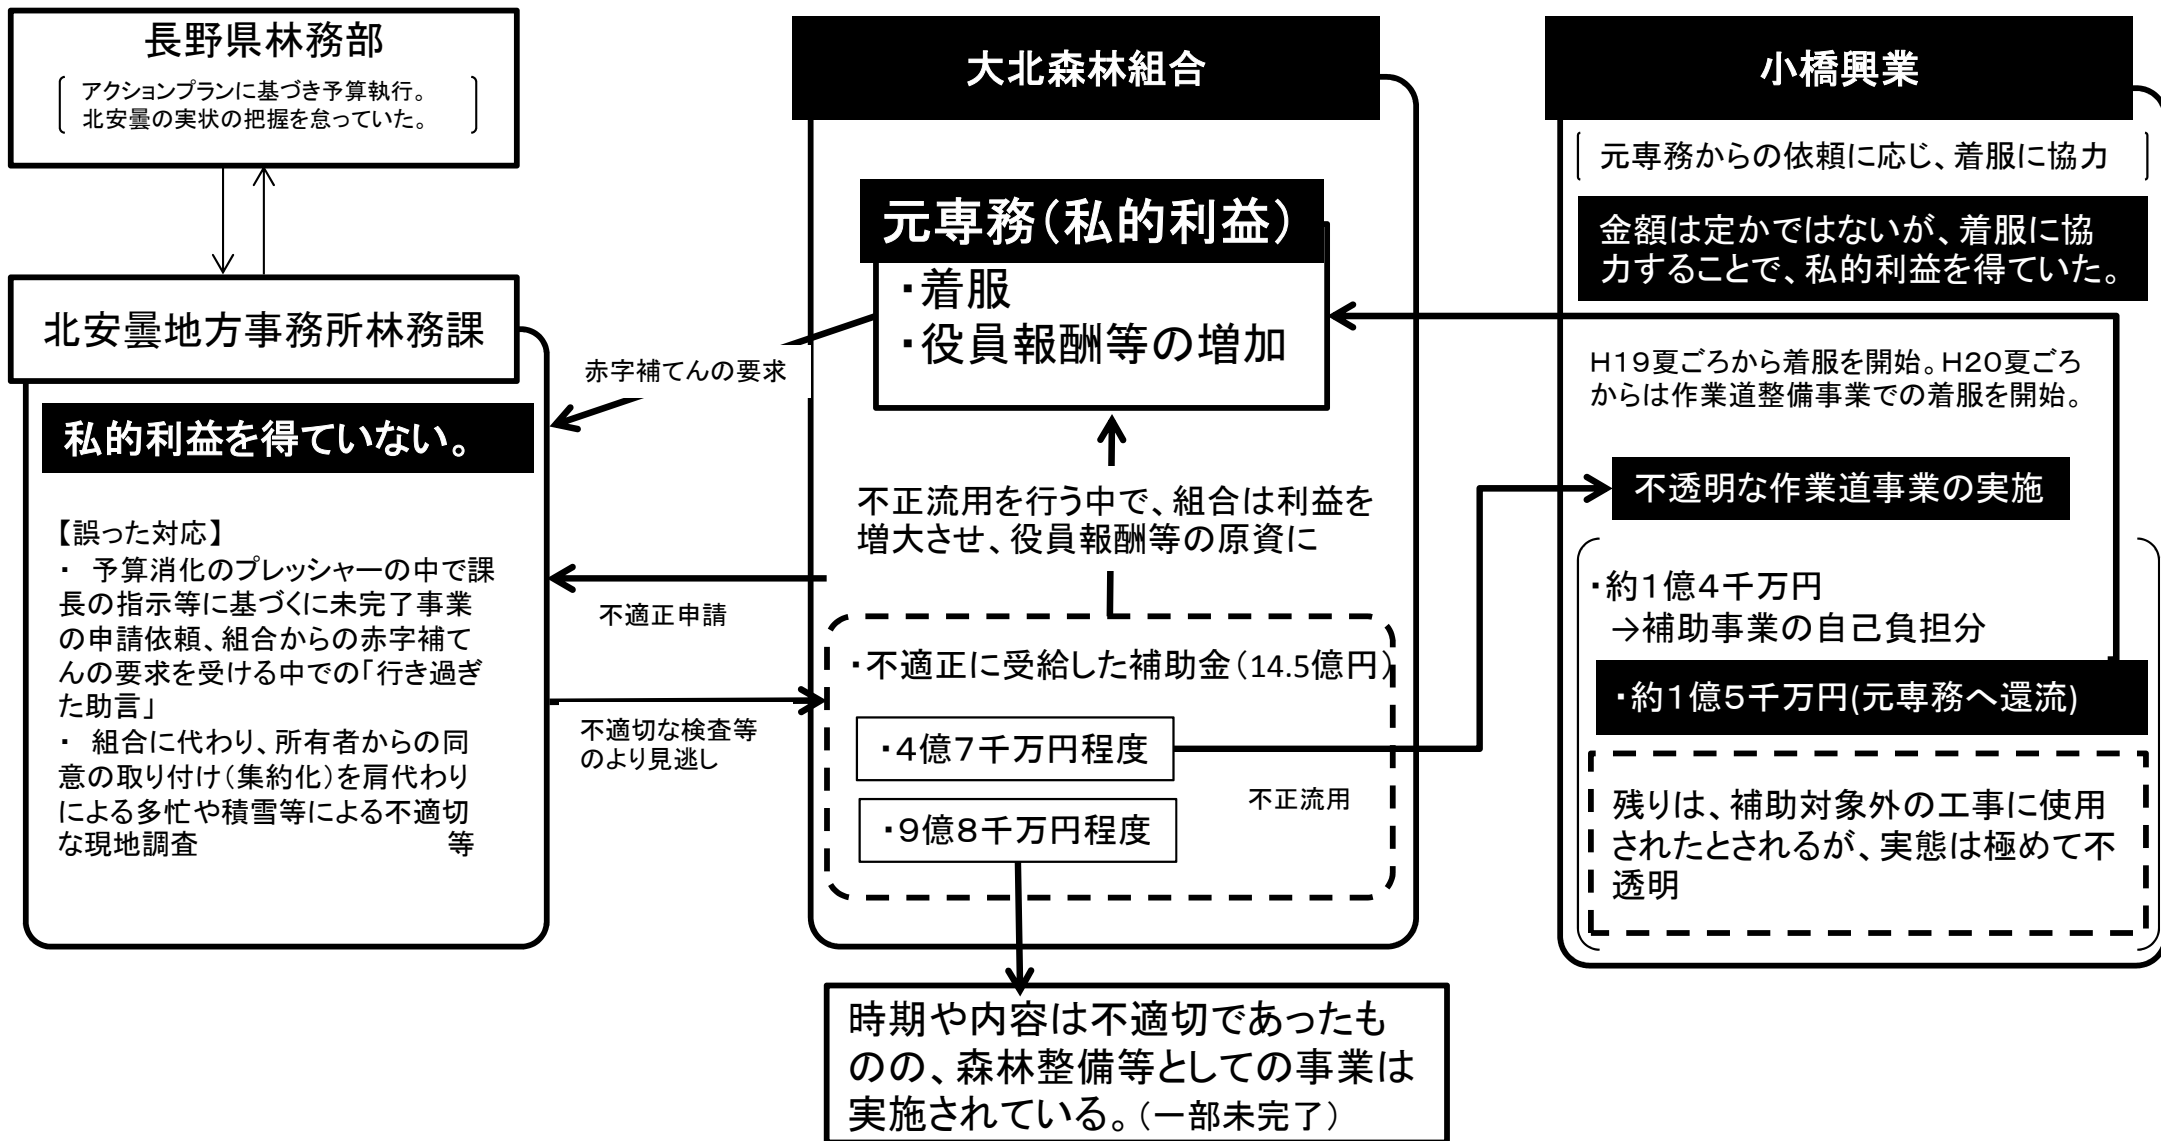 長野県林務部
アクションプランに基づき予算執行。
北安曇の実状の把握を怠っていた。
北安曇地方事務所林務課
私的利益を得ていない。
【誤った対応】
・ 予算消化のプレッシャーの中で課
長の指示等に基づくに未完了事業
の申請依頼、組合からの赤字補て
んの要求を受ける中での「行き過ぎ
た助言」
・ 組合に代わり、所有者からの同
意の取り付け（集約化）を肩代わり
による多忙や積雪等による不適切
な現地調査 等
赤字補てんの要求
不適正申請
不適切な検査等
のより見逃し
大北森林組合
元専務（私的利益）
・着服
・役員報酬等の増加
不正流用を行う中で、組合は利益を
増大させ、役員報酬等の原資に
・不適正に受給した補助金（14.5億円）
・４億７千万円程度
・９億８千万円程度
不正流用
時期や内容は不適切であったも
のの、森林整備等としての事業は
実施されている。（一部未完了）
小橋興業
元専務からの依頼に応じ、着服に協力
金額は定かではないが、着服に協
力することで、私的利益を得ていた。
Ｈ１９夏ごろから着服を開始。Ｈ２０夏ごろ
からは作業道整備事業での着服を開始。
不透明な作業道事業の実施
・約１億４千万円
→補助事業の自己負担分
・約１億５千万円(元専務へ還流)
残りは、補助対象外の工事に使用
されたとされるが、実態は極めて不
透明